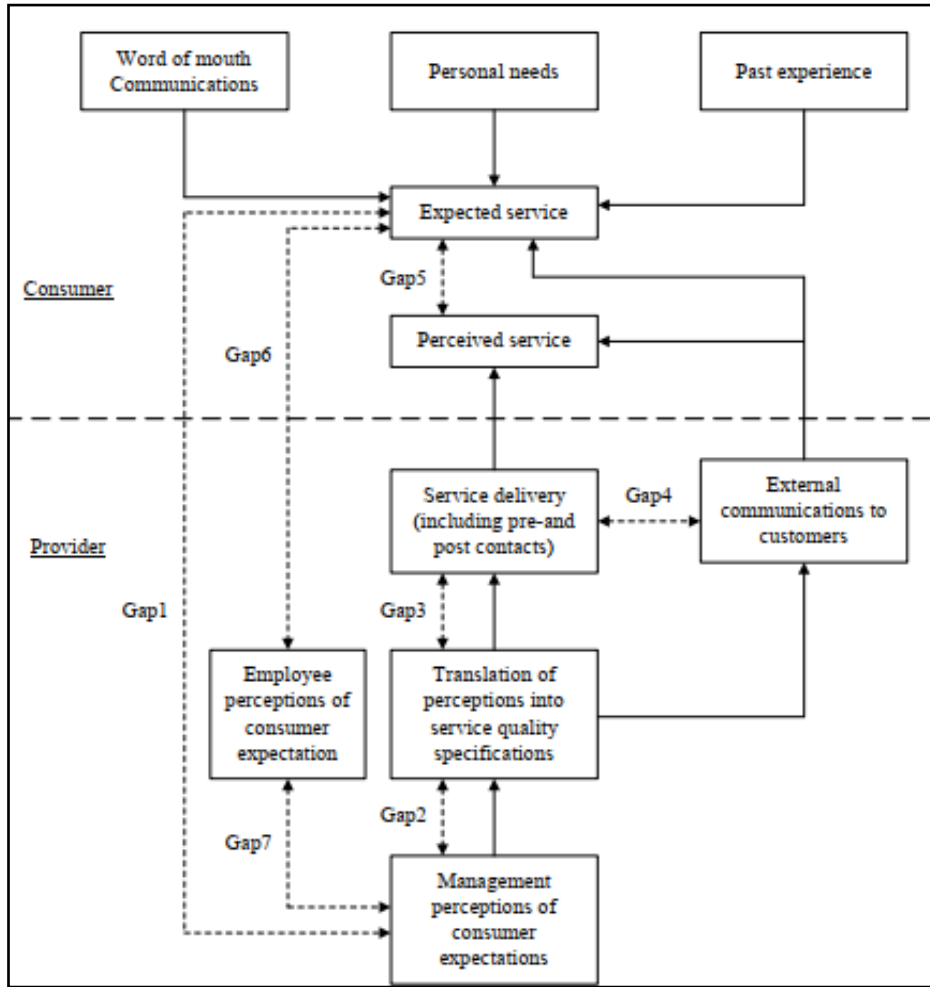 Word of mouth
Communications
Personal needs
Past experience
Expected service
Gap5
Consumer
Perceived service
Gap6
Service delivery
(including pre-and
post contacts)
Gap4
External
communications to
customers
Provider
Gap1
Gap3
Employee
perceptions of
consumer
expectation
Translation of
perceptions into
service quality
specifications
Gap2
Gap7
Management
perceptions of
consumer
expectations